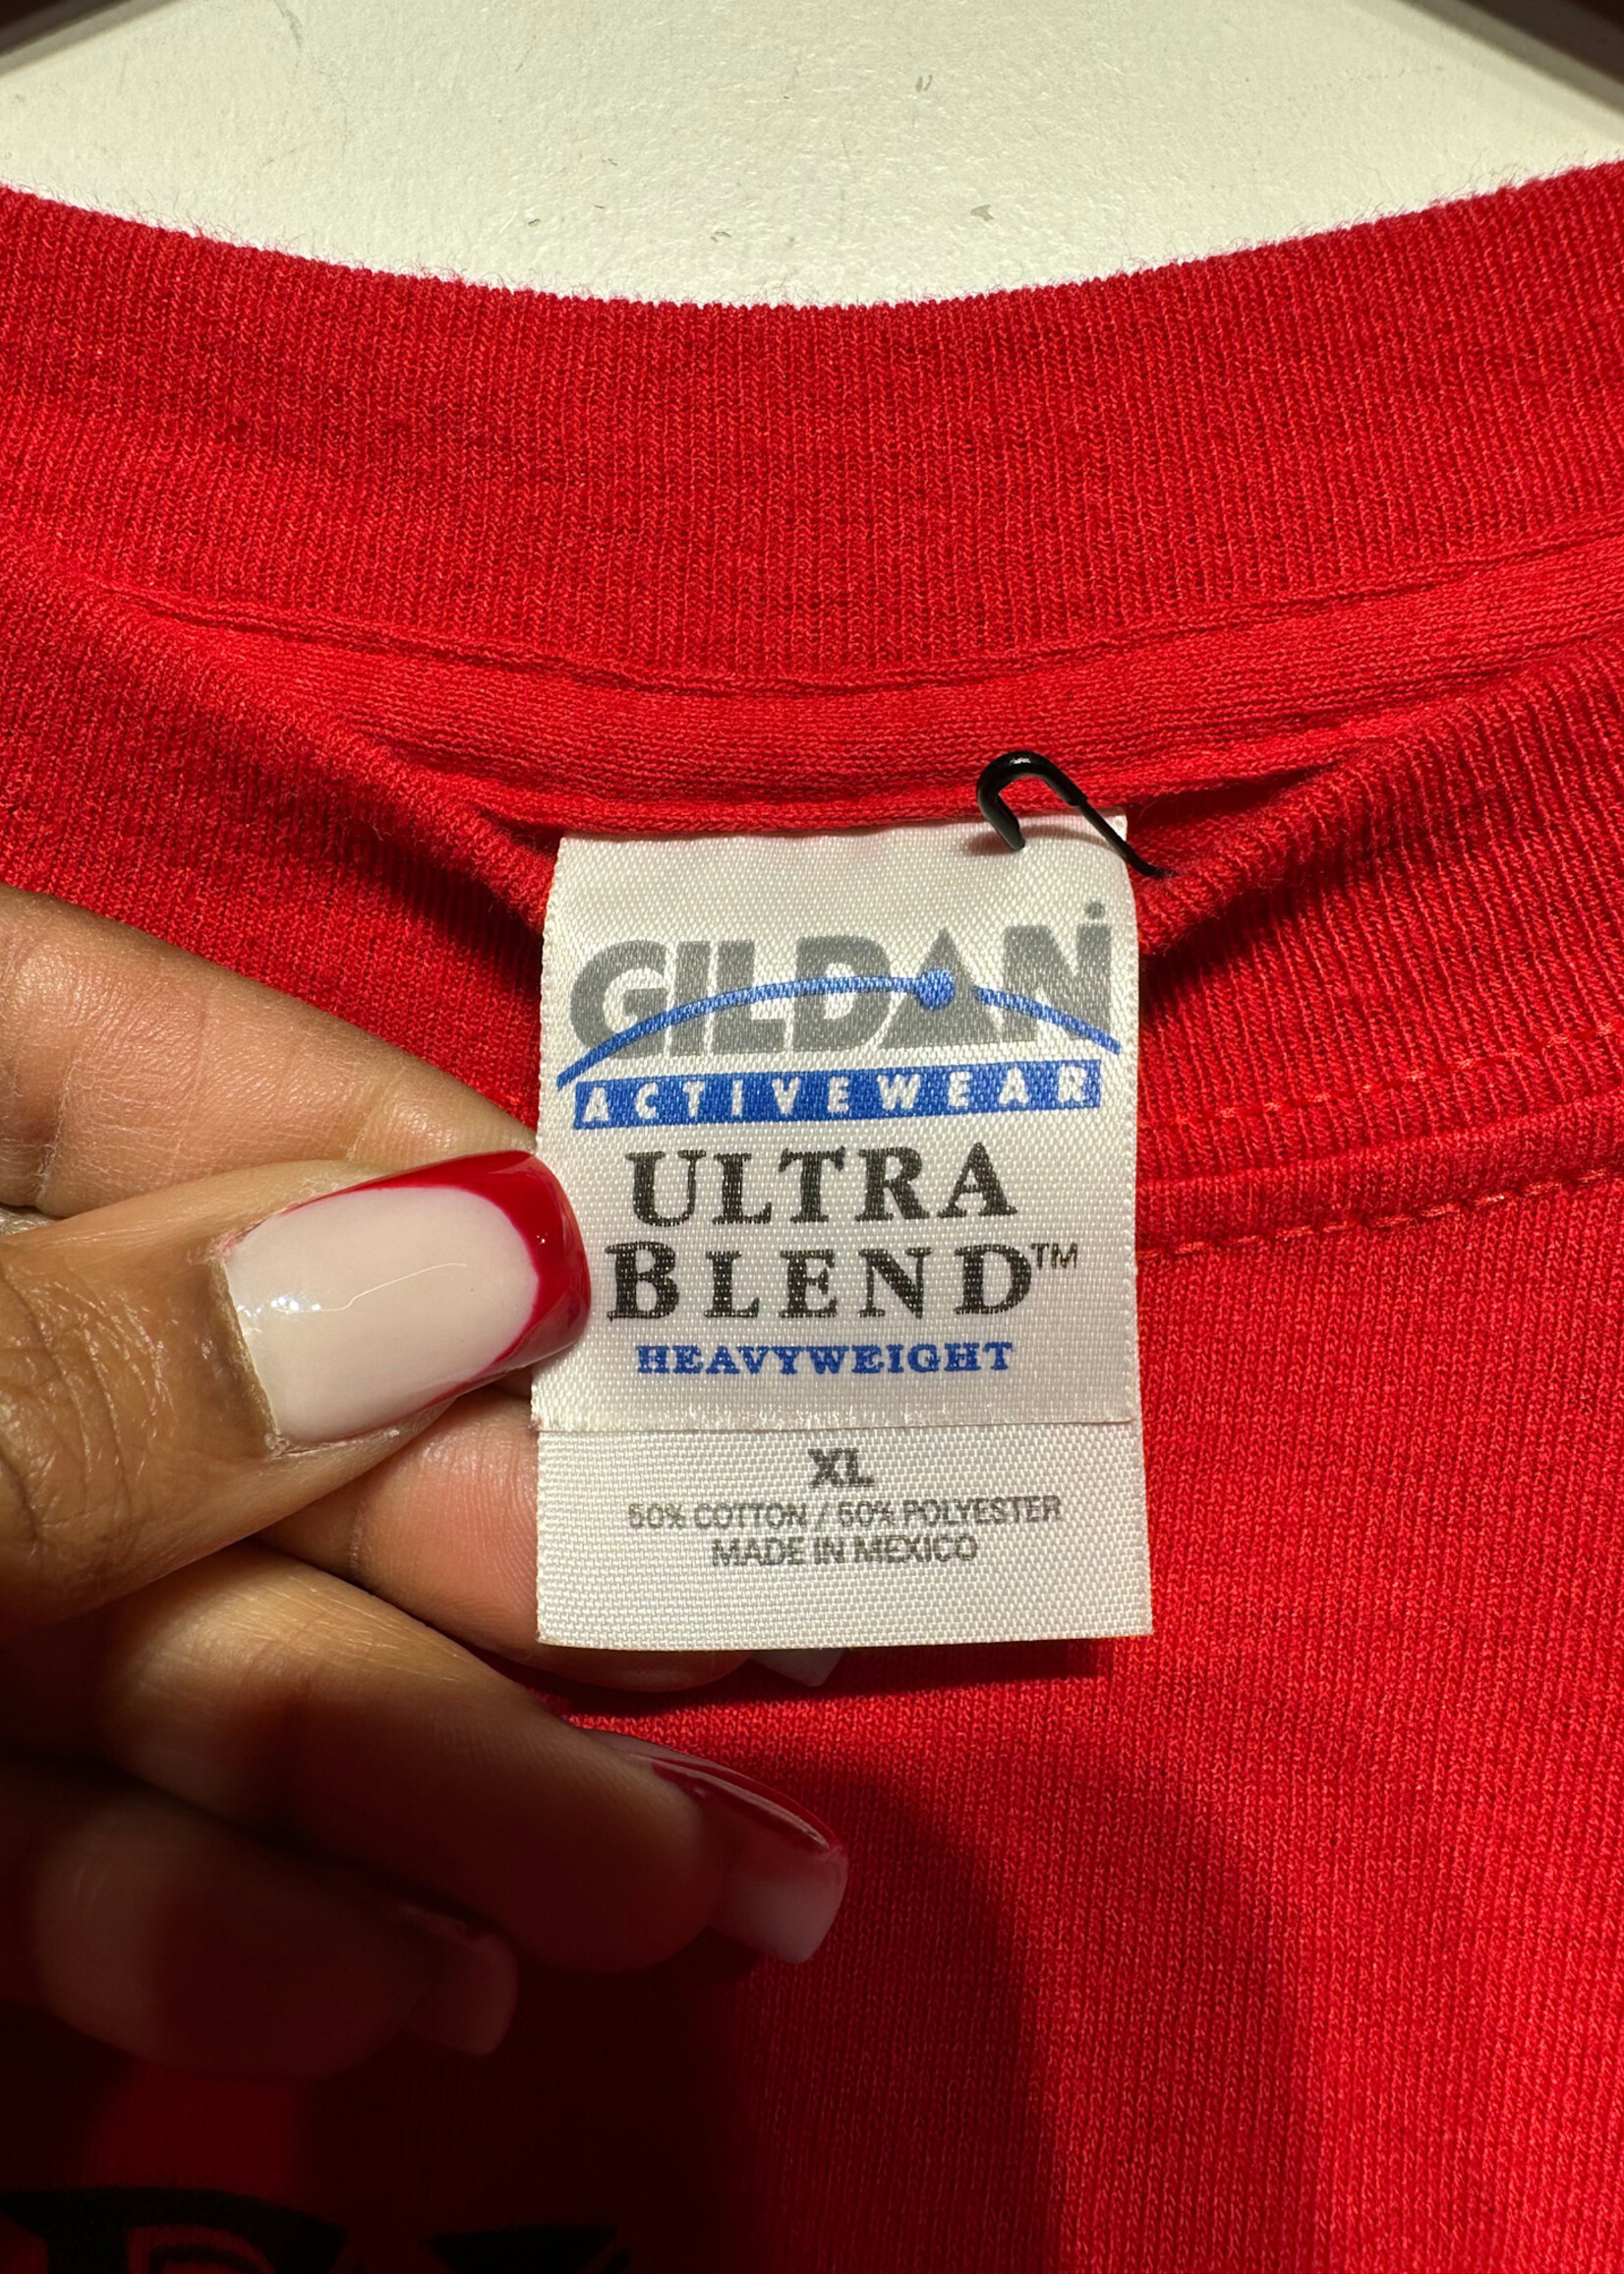 GILDAN
ACTIVEWEAR
ULTRA
BLEND™
HEAVYWEIGHT
XL
50% COTTON / 50% POLYESTER
MADE IN MEXICO